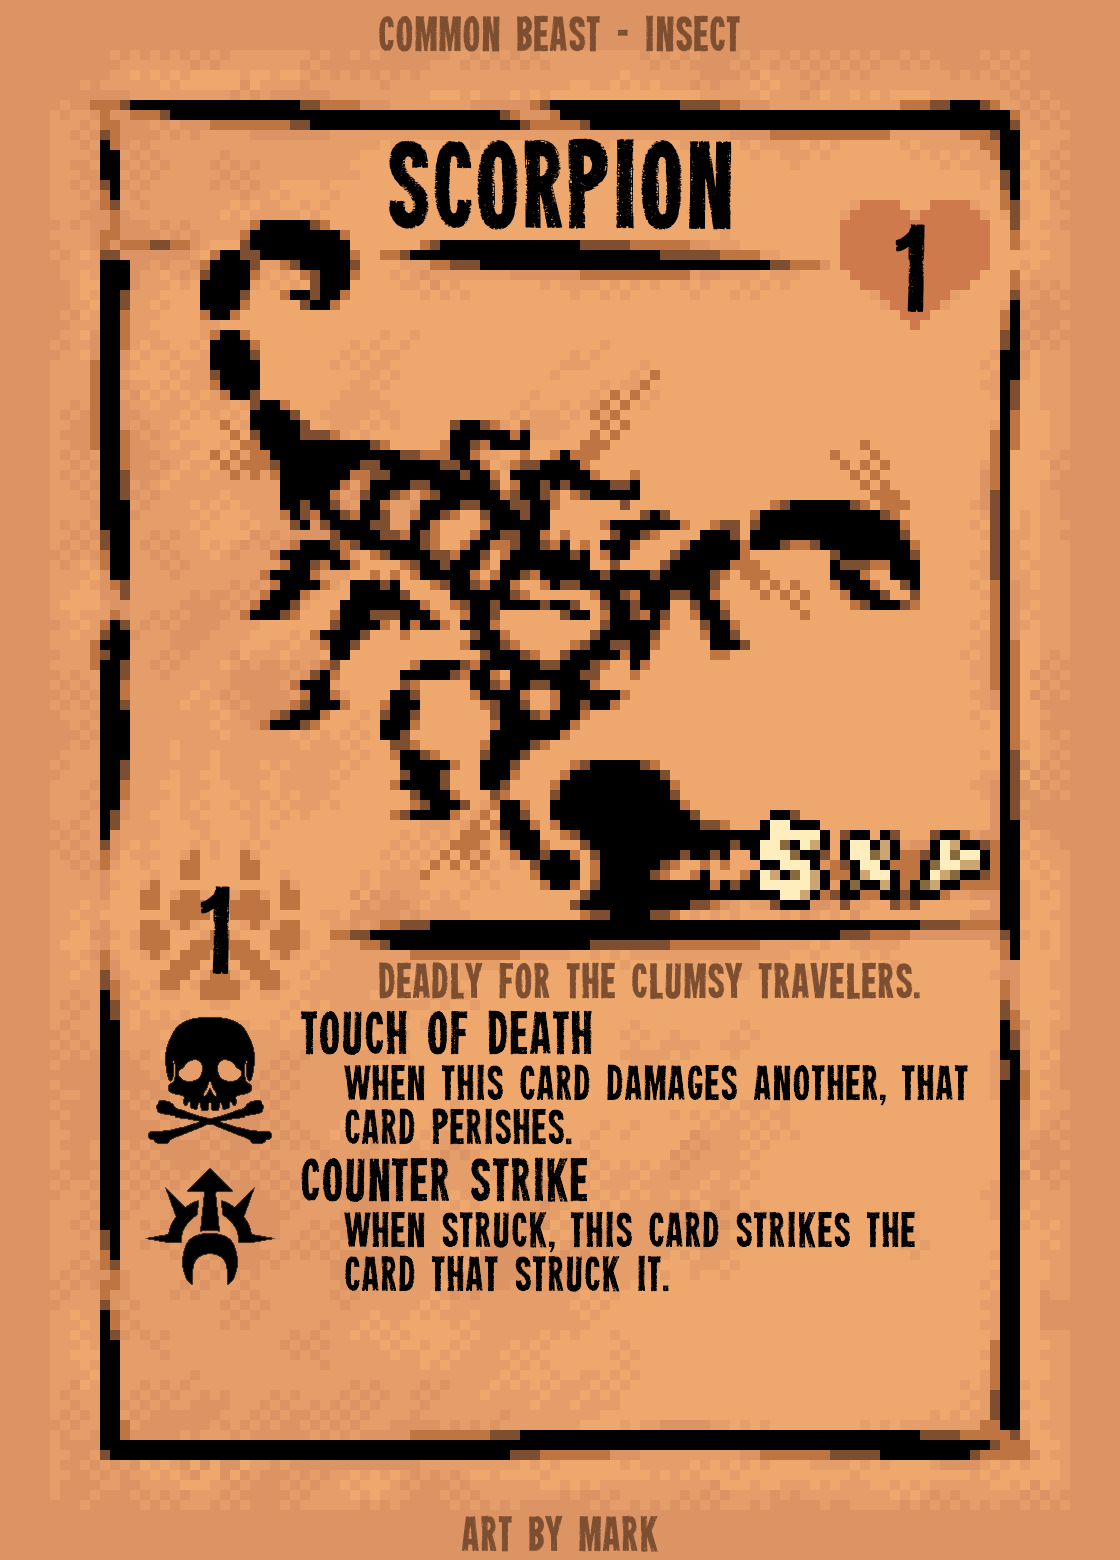 COMMON BEAST - INSECT
SCORPION
1
1
DEADLY FOR THE CLUMSY TRAVELERS.
TOUCH OF DEATH
WHEN THIS CARD DAMAGES ANOTHER, THAT
CARD PERISHES.
COUNTER STRIKE
WHEN STRUCK, THIS CARD STRIKES THE
CARD THAT STRUCK IT.
ART BY MARK